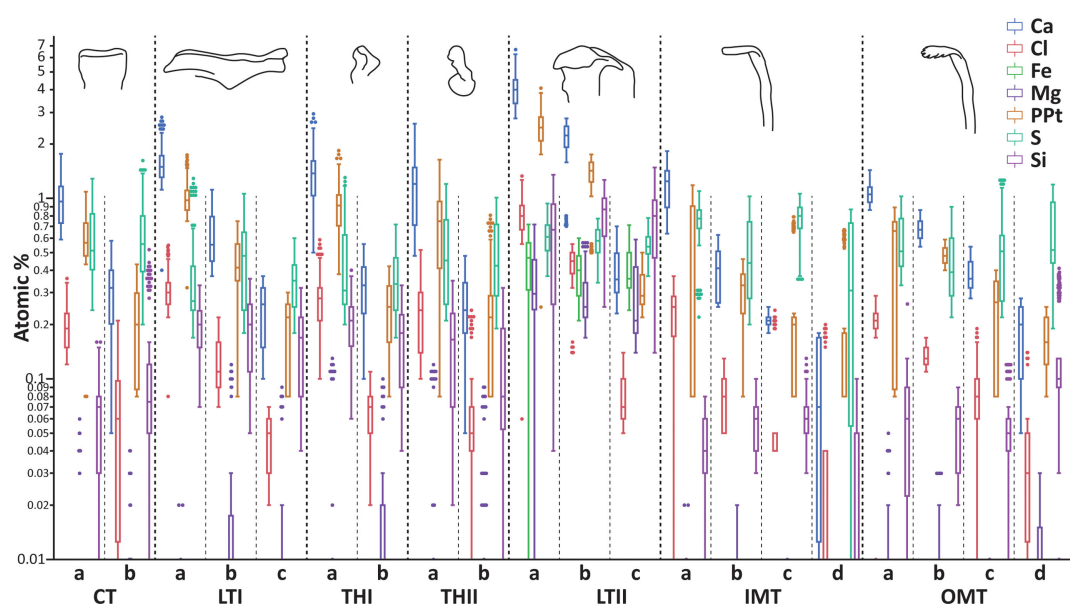 Ca
Cl
Fe
Mg
PPt
S
Si
Atomic %
7
6
5
4
3
2
1
0.9
0.8
0.7
0.6
0.5
0.4
0.3
0.2
0.1
0.09
0.08
0.07
0.06
0.05
0.04
0.03
0.02
0.01
a b a b c a b a b a b c a b c d a b c d
CT LTI THI THII LTII IMT OMT